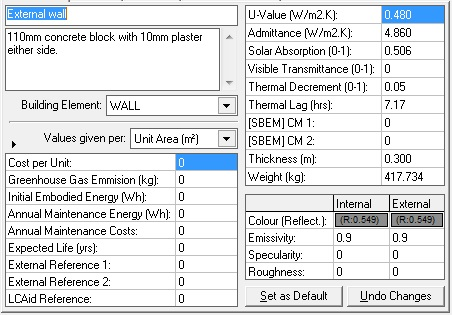 External wall
110mm concrete block with 10mm plaster
either side.
Building Element: WALL
Values given per: Unit Area (m²)
Cost per Unit: 0
Greenhouse Gas Emmision (kg): 0
Initial Embodied Energy (Wh): 0
Annual Maintenance Energy (Wh): 0
Annual Maintenance Costs: 0
Expected Life (yrs): 0
External Reference 1: 0
External Reference 2: 0
LCAid Reference: 0
U-Value (W/m2.K): 0.480
Admittance (W/m2.K): 4.860
Solar Absorption (0-1): 0.506
Visible Transmittance (0-1): 0
Thermal Decrement (0-1): 0.05
Thermal Lag (hrs): 7.17
[SBEM] CM 1: 0
[SBEM] CM 2: 0
Thickness (m): 0.300
Weight (kg): 417.734
Internal External
Colour (Reflect.): (R:0.549) (R:0.549)
Emissivity: 0.9 0.9
Specularity: 0 0
Roughness: 0 0
Set as Default Undo Changes